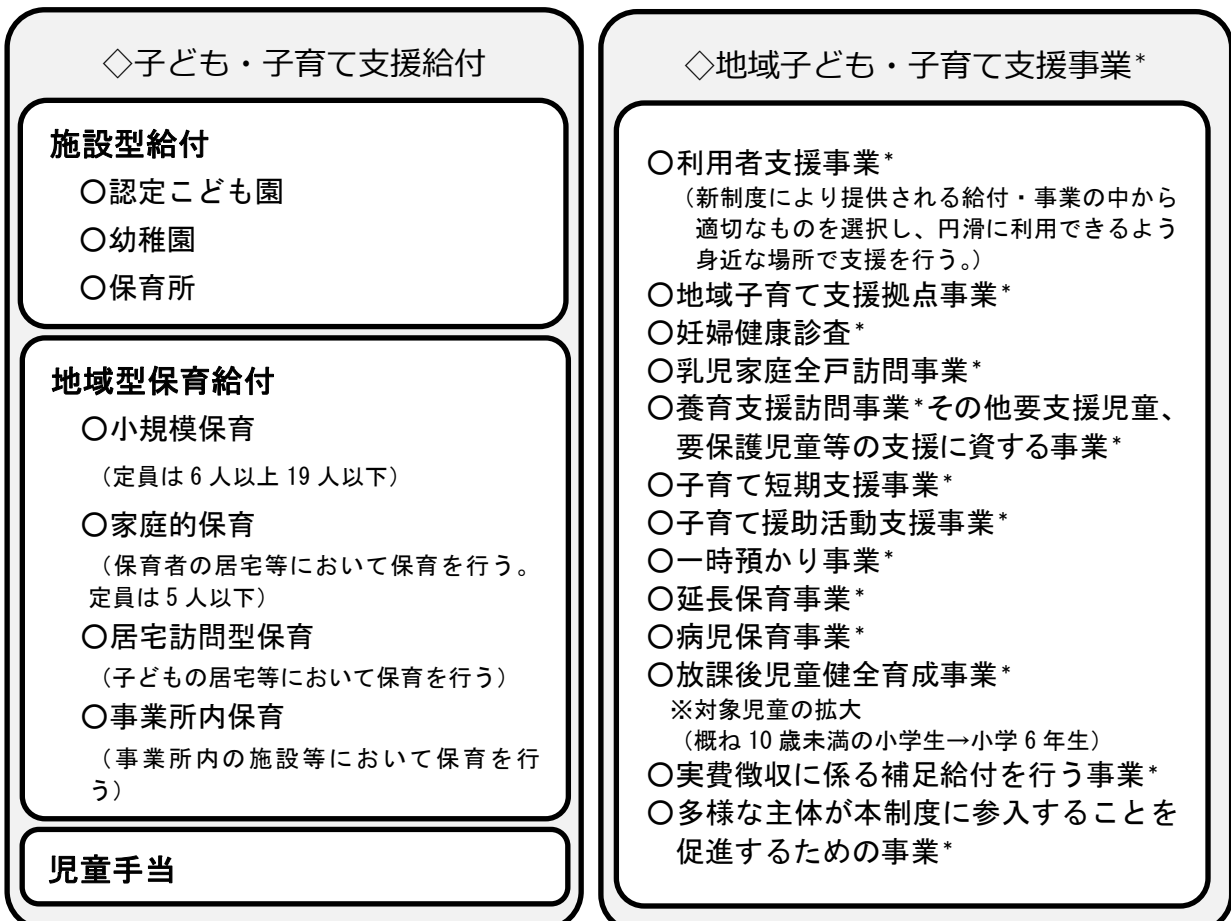 ◇子ども・子育て支援給付
施設型給付
○認定こども園
○幼稚園
○保育所
地域型保育給付
○小規模保育
（定員は6人以上19人以下）
○家庭的保育
（保育者の居宅等において保育を行う。
定員は5人以下）
○居宅訪問型保育
（子どもの居宅等において保育を行う）
○事業所内保育
（事業所内の施設等において保育を行
う）
児童手当
◇地域子ども・子育て支援事業*
○利用者支援事業*
（新制度により提供される給付・事業の中から
適切なものを選択し、円滑に利用できるよう
身近な場所で支援を行う。）
○地域子育て支援拠点事業*
○妊婦健康診査*
○乳児家庭全戸訪問事業*
○養育支援訪問事業*その他要支援児童、
要保護児童等の支援に資する事業*
○子育て短期支援事業*
○子育て援助活動支援事業*
○一時預かり事業*
○延長保育事業*
○病児保育事業*
○放課後児童健全育成事業*
※対象児童の拡大
（概ね10歳未満の小学生→小学6年生）
○実費徴収に係る補足給付を行う事業*
○多様な主体が本制度に参入することを
促進するための事業*